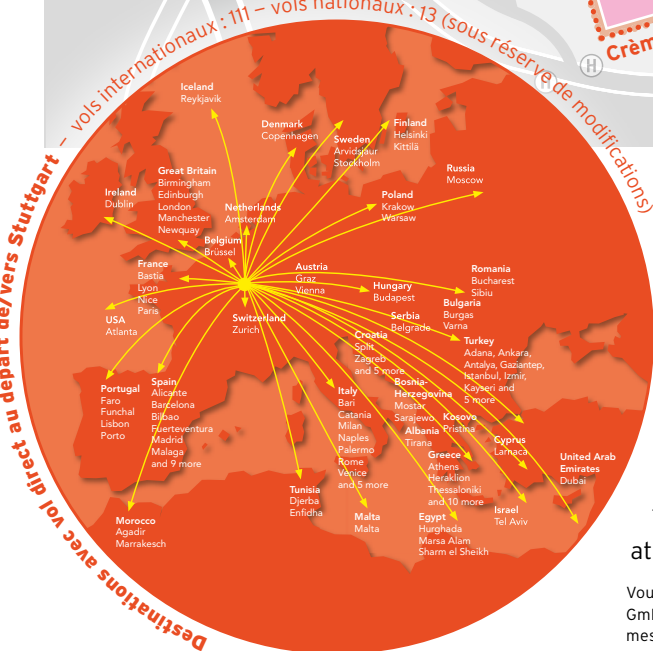 Destinations avec vol direct au départ de/vers Stuttgart – vols internationaux : 111 – vols nationaux : 13 (sous réserve de modifications)
Crèm
H
H
Iceland
Reykjavik
Denmark
Copenhagen
Sweden
Arvidsjaur
Stockholm
Finland
Helsinki
Kittilä
Russia
Moscow
Great Britain
Birmingham
Edinburgh
London
Manchester
Newquay
Ireland
Dublin
Netherlands
Amsterdam
Poland
Krakow
Warsaw
Belgium
Brüssel
France
Bastia
Lyon
Nice
Paris
Austria
Graz
Vienna
Hungary
Budapest
Romania
Bucharest
Sibiu
Bulgaria
Burgas
Varna
USA
Atlanta
Switzerland
Zurich
Serbia
Belgrade
Croatia
Split
Zagreb
and 5 more
Turkey
Adana, Ankara,
Antalya, Gaziantep,
Istanbul, Izmir,
Kayseri and
5 more
Portugal
Faro
Funchal
Lisbon
Porto
Spain
Alicante
Barcelona
Bilbao
Fuerteventura
Madrid
Malaga
and 9 more
Italy
Bari
Catania
Milan
Naples
Palermo
Rome
Venice
and 5 more
Bosnia-
Herzegovina
Mostar
Sarajevo
Kosovo
Pristina
Albania
Tirana
Cyprus
Larnaca
Greece
Athens
Heraklion
Thessaloniki
and 10 more
United Arab
Emirates
Dubai
Tunisia
Djerba
Enfidha
Malta
Malta
Egypt
Hurghada
Marsa Alam
Sharm el Sheikh
Israel
Tel Aviv
Morocco
Agadir
Marrakesch
at
Vou
Gml
mes